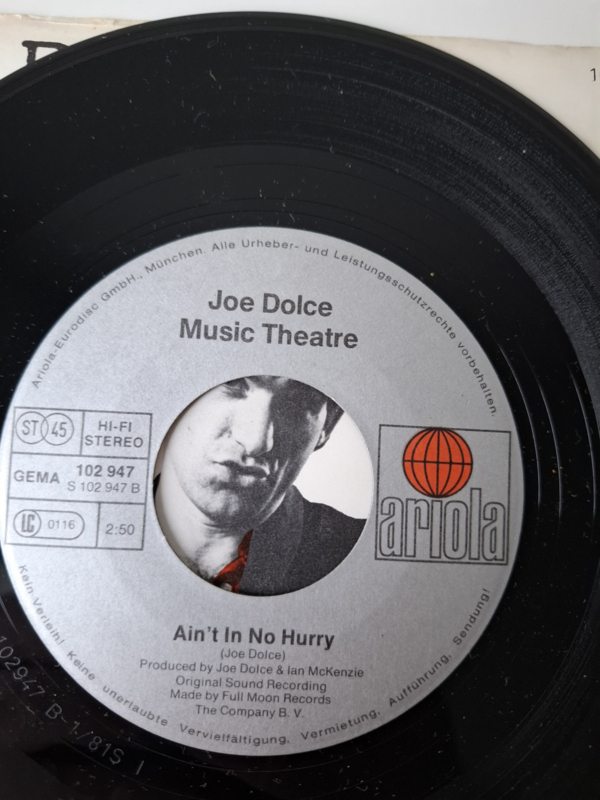 Ariola-Eurodisc GmbH., München. Alle Urheber- und Leistungsschutzrechte vorbehalten.
Joe Dolce
Music Theatre
ST 45
HI-FI
STEREO
GEMA 102 947
S 102 947 B
LC 0116
2:50
ariola
Ain't In No Hurry
(Joe Dolce)
Produced by Joe Dolce & Ian McKenzie
Original Sound Recording
Made by Full Moon Records
The Company B. V.
Kein Verleih! Keine unerlaubte Vervielfältigung, Vermietung, Aufführung, Sendung!
102947 B-1/81S I